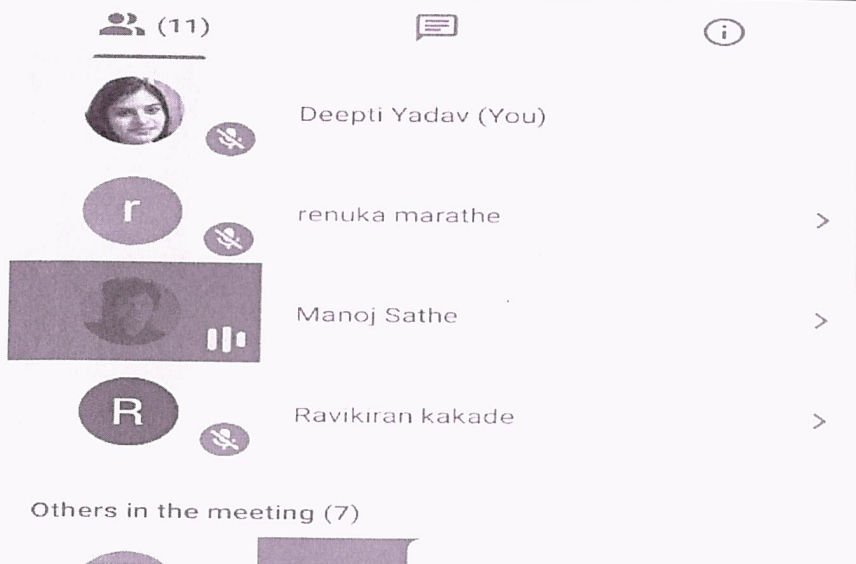 (11)
Deepti Yadav (You)
r
renuka marathe
Manoj Sathe
R
Ravikiran kakade
Others in the meeting (7)